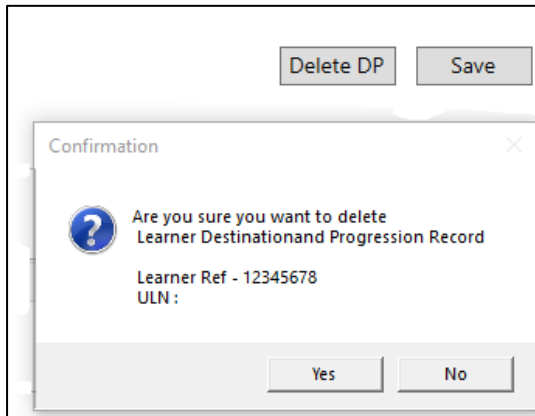 Delete DP
Save
Confirmation
Are you sure you want to delete
Learner Destinationand Progression Record
Learner Ref - 12345678
ULN :
Yes
No